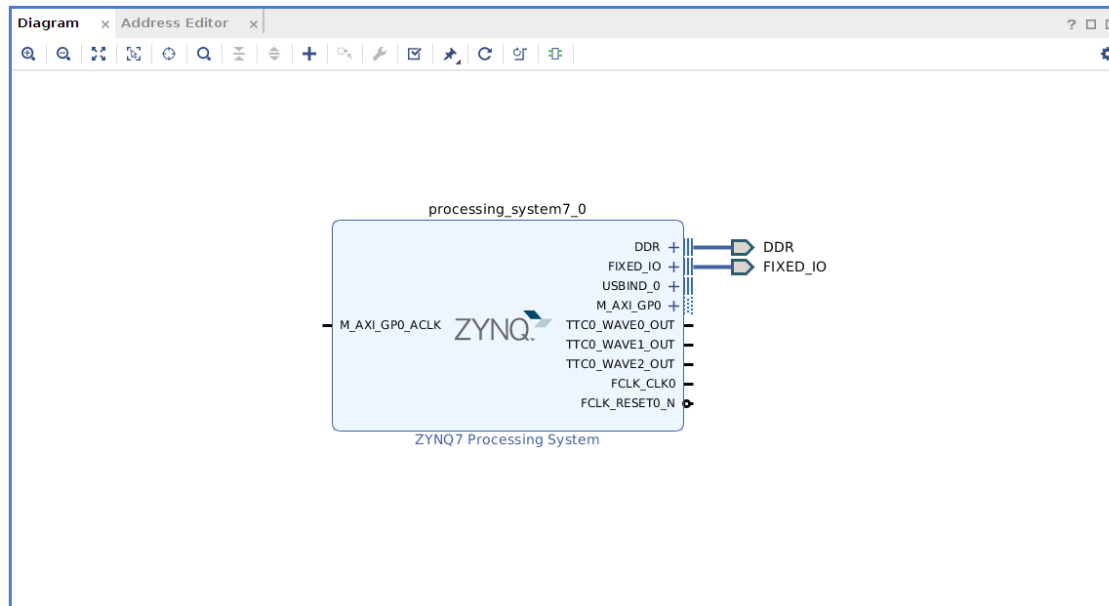 Diagram x Address Editor x ?
processing_system7_0
DDR
FIXED_IO
USBIND_0
M_AXI_GP0
M_AXI_GP0_ACLK
ZYNQ
TTC0_WAVE0_OUT
TTC0_WAVE1_OUT
TTC0_WAVE2_OUT
FCLK_CLK0
FCLK_RESET0_N
ZYNQ7 Processing System
DDR
FIXED_IO